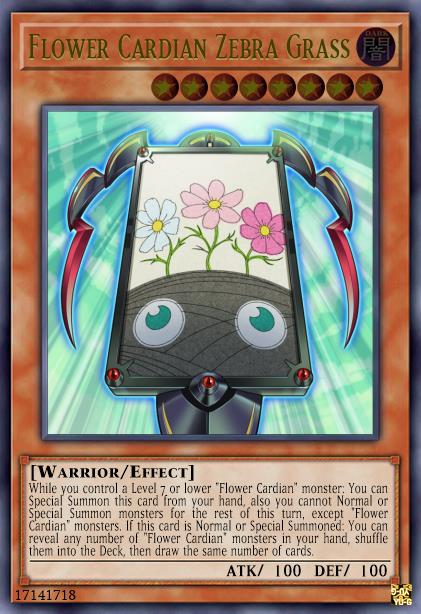 Flower Cardian Zebra Grass
DARK
闇
[Warrior/Effect]
While you control a Level 7 or lower "Flower Cardian" monster: You can
Special Summon this card from your hand, also you cannot Normal or
Special Summon monsters for the rest of this turn, except "Flower
Cardian" monsters. If this card is Normal or Special Summoned: You can
reveal any number of "Flower Cardian" monsters in your hand, shuffle
them into the Deck, then draw the same number of cards.
ATK/ 100 DEF/ 100
17141718